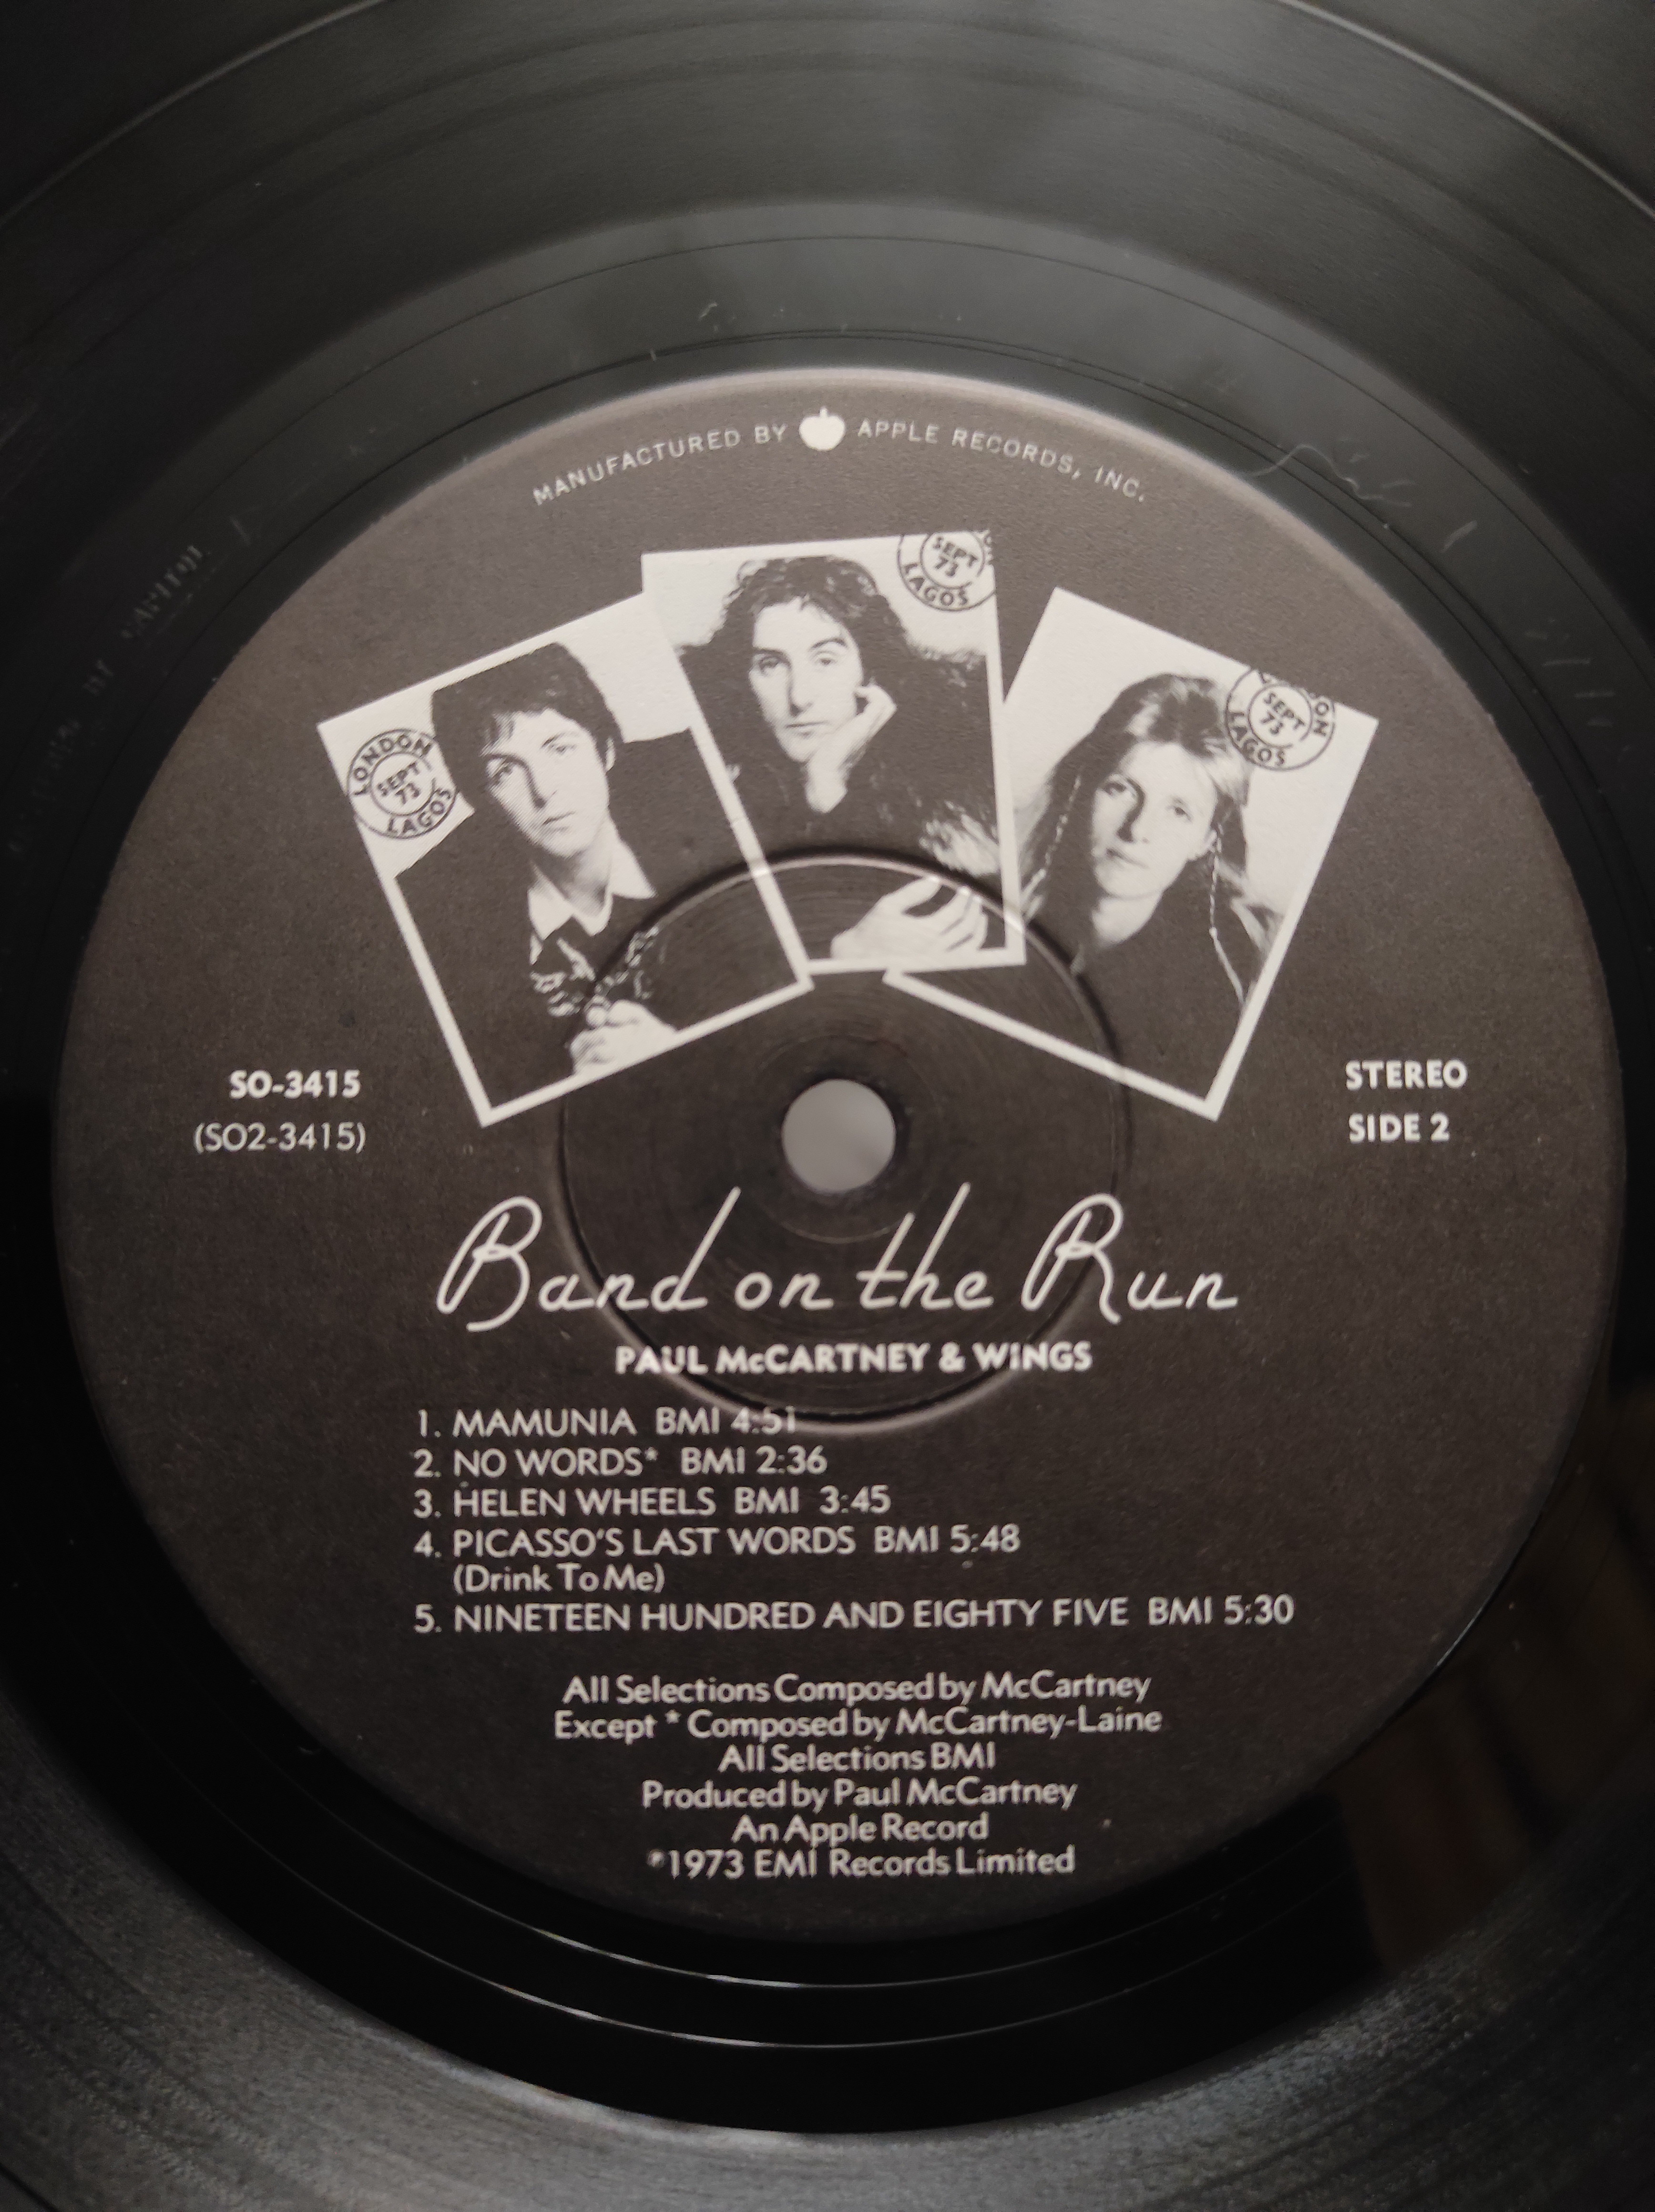 MANUFACTURED BY APPLE RECORDS, INC.
LONDON
SEPT
73
LAGOS
SEPT
73
LAGOS
SEPT
73
LAGOS
SO-3415
(SO2-3415)
STEREO
SIDE 2
Band on the Run
PAUL McCARTNEY & WINGS
1. MAMUNIA BMI 4:51
2. NO WORDS* BMI 2:36
3. HELEN WHEELS BMI 3:45
4. PICASSO'S LAST WORDS BMI 5:48
(Drink To Me)
5. NINETEEN HUNDRED AND EIGHTY FIVE BMI 5:30
All Selections Composed by McCartney
Except * Composed by McCartney-Laine
All Selections BMI
Produced by Paul McCartney
An Apple Record
℗1973 EMI Records Limited